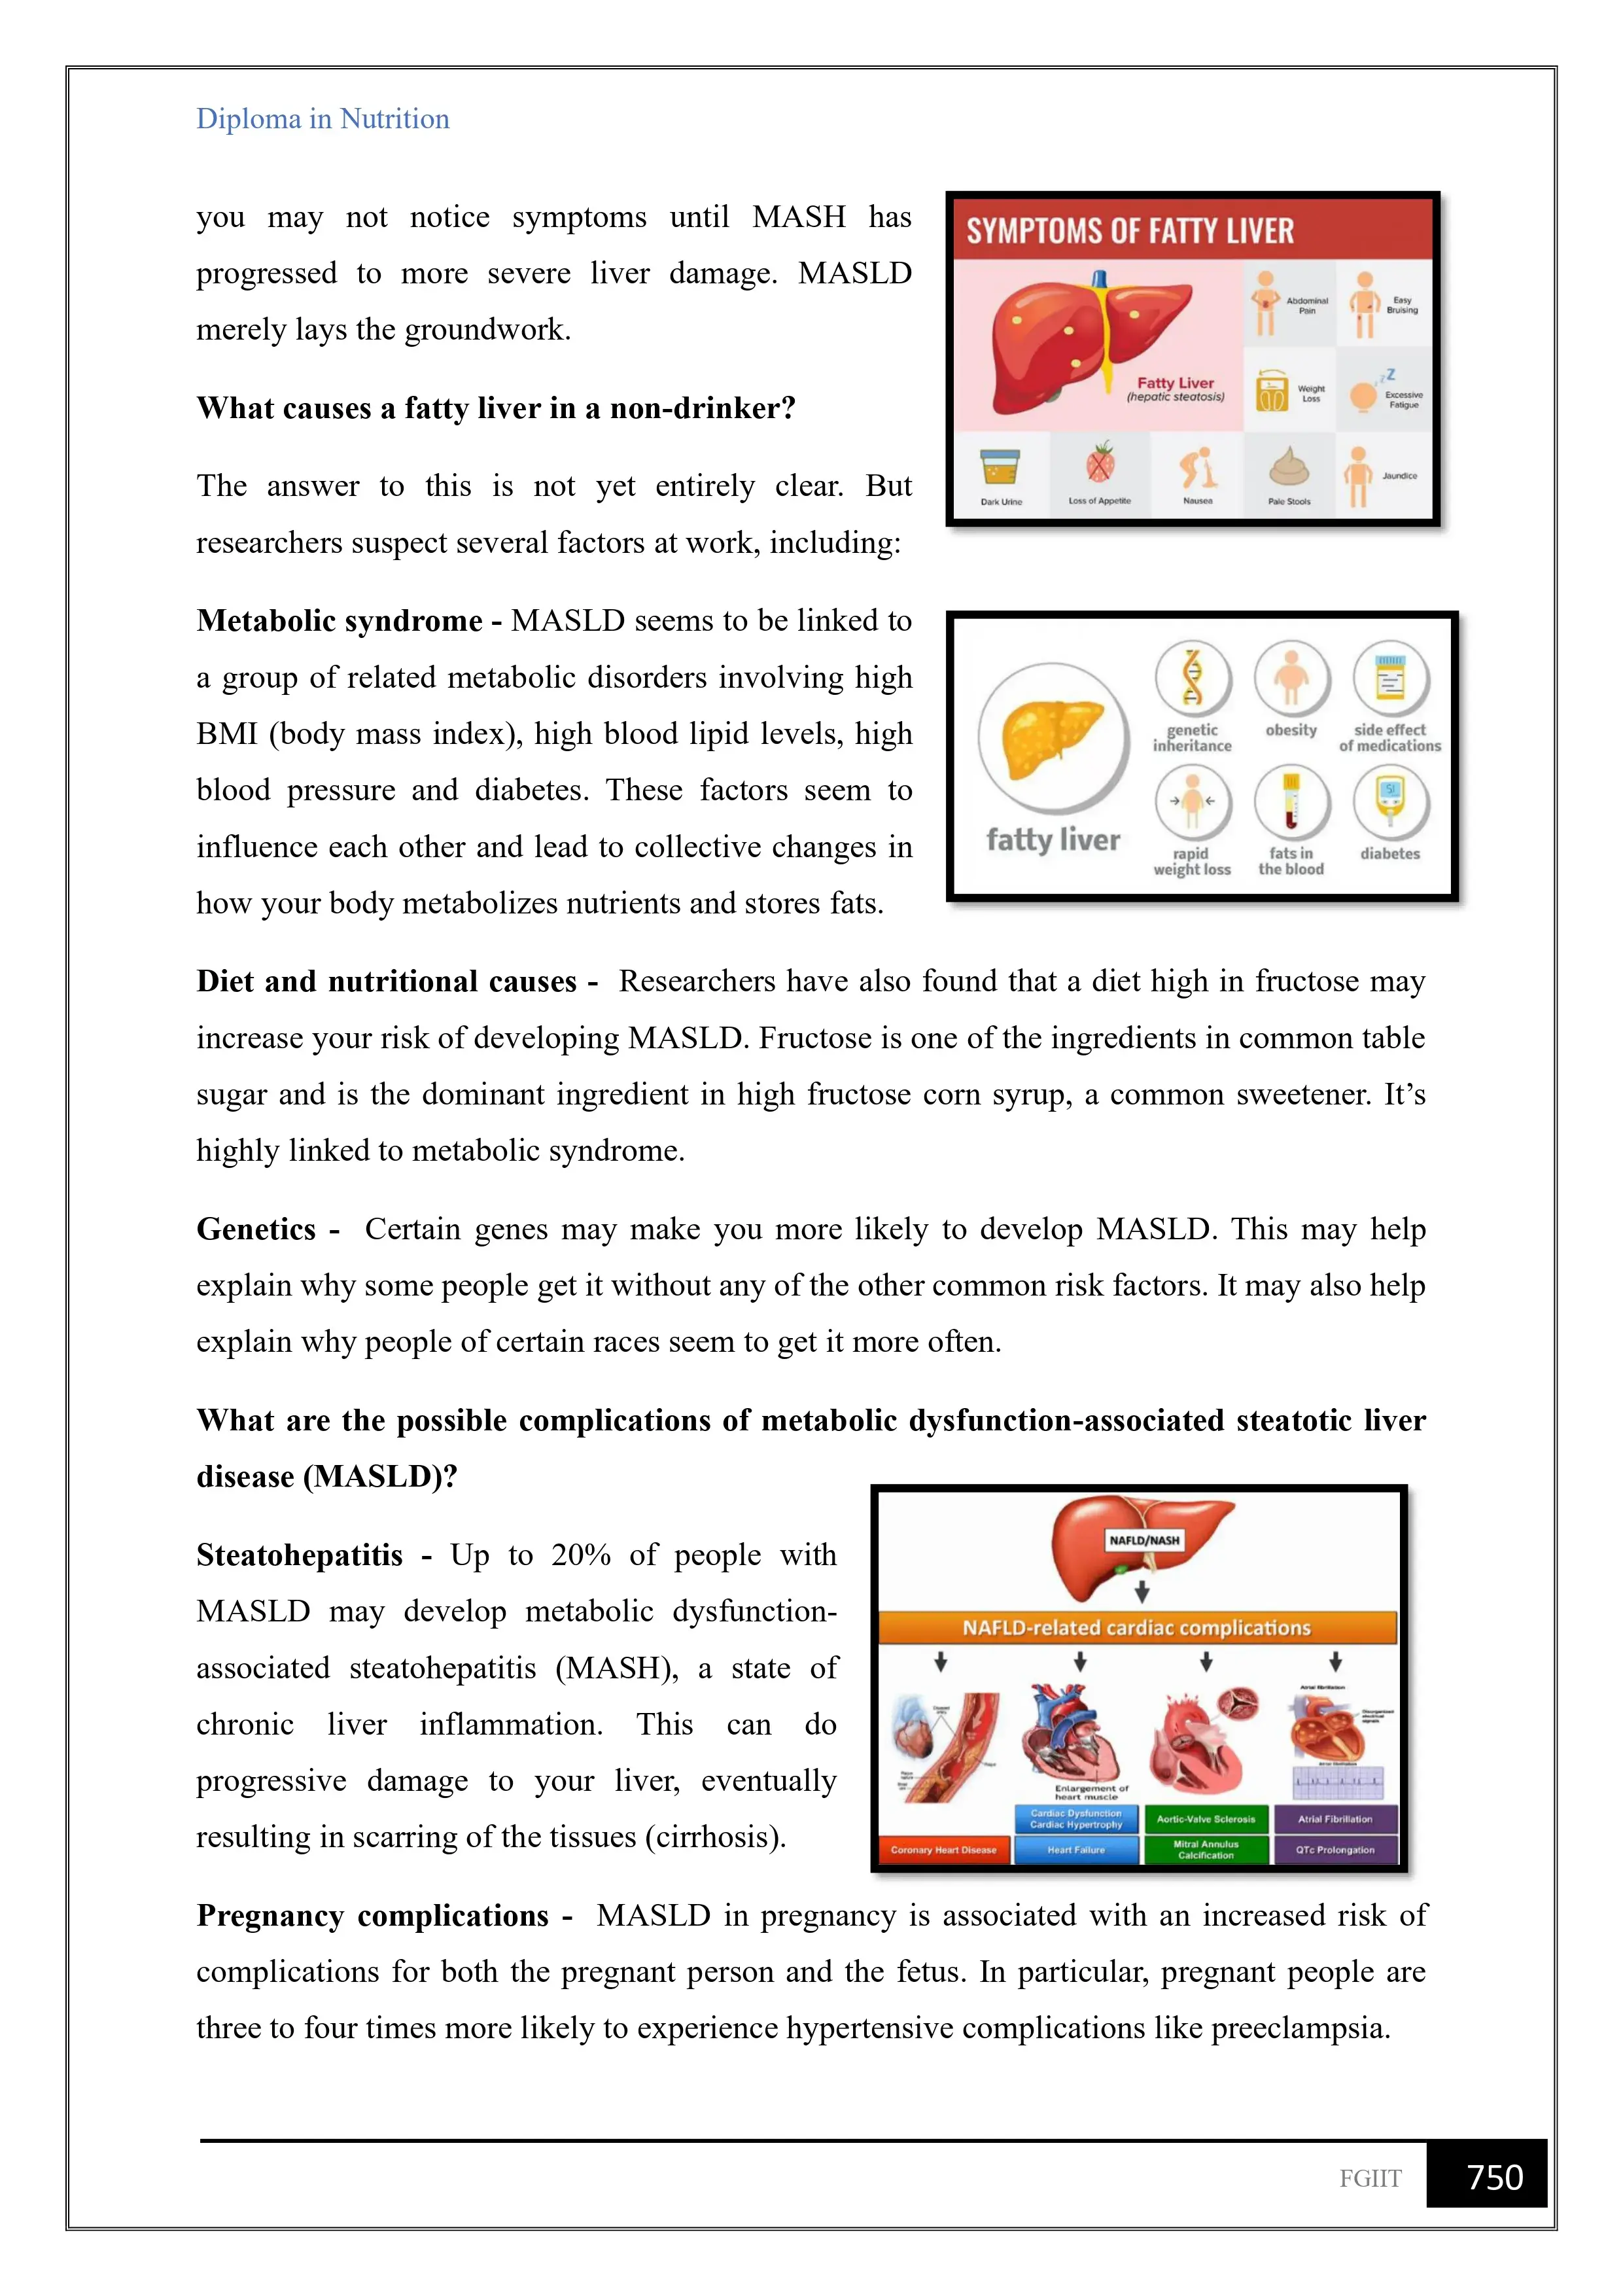 Diploma in Nutrition
you may not notice symptoms until MASH has
progressed to more severe liver damage. MASLD
merely lays the groundwork.
SYMPTOMS OF FATTY LIVER
Fatty Liver
(hepatic steatosis)
Abdominal
Pain
Easy
Bruising
Weight
Loss
zZ
Excessive
Fatigue
Dark Urine
Loss of Appetite
Nausea
Pale Stools
Jaundice
What causes a fatty liver in a non-drinker?
The answer to this is not yet entirely clear. But
researchers suspect several factors at work, including:
Metabolic syndrome - MASLD seems to be linked to
a group of related metabolic disorders involving high
BMI (body mass index), high blood lipid levels, high
blood pressure and diabetes. These factors seem to
influence each other and lead to collective changes in
how your body metabolizes nutrients and stores fats.
fatty liver
genetic
inheritance
obesity
side effect
of medications
rapid
weight loss
fats in
the blood
diabetes
Diet and nutritional causes - Researchers have also found that a diet high in fructose may
increase your risk of developing MASLD. Fructose is one of the ingredients in common table
sugar and is the dominant ingredient in high fructose corn syrup, a common sweetener. It’s
highly linked to metabolic syndrome.
Genetics - Certain genes may make you more likely to develop MASLD. This may help
explain why some people get it without any of the other common risk factors. It may also help
explain why people of certain races seem to get it more often.
What are the possible complications of metabolic dysfunction-associated steatotic liver
disease (MASLD)?
Steatohepatitis - Up to 20% of people with
MASLD may develop metabolic dysfunction-
associated steatohepatitis (MASH), a state of
chronic liver inflammation. This can do
progressive damage to your liver, eventually
resulting in scarring of the tissues (cirrhosis).
NAFLD/NASH
NAFLD-related cardiac complications
Atrial fibrillation
Disorganized
electrical
signals
Plaque
Enlargement of
heart muscle
Coronary Heart Disease
Cardiac Dysfunction
Cardiac Hypertrophy
Heart Failure
Aortic-Valve Sclerosis
Mitral Annulus
Calcification
Atrial Fibrillation
QTc Prolongation
Pregnancy complications - MASLD in pregnancy is associated with an increased risk of
complications for both the pregnant person and the fetus. In particular, pregnant people are
three to four times more likely to experience hypertensive complications like preeclampsia.
FGIIT
750